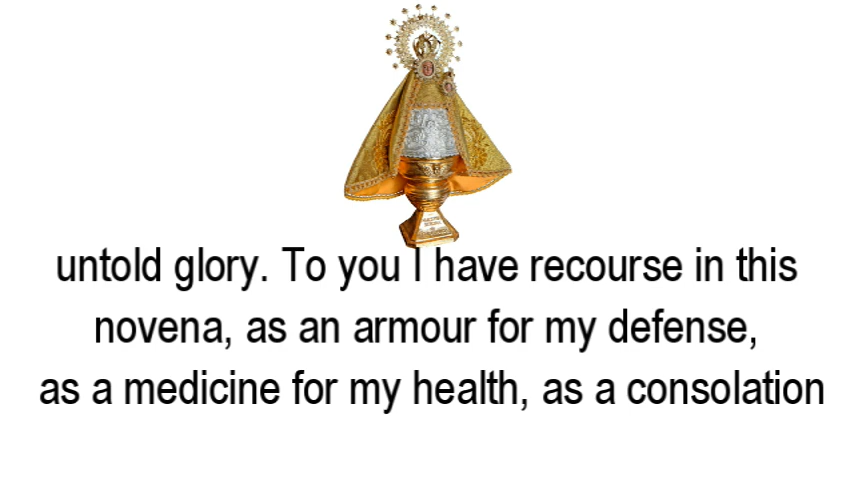 untold glory. To you I have recourse in this
novena, as an armour for my defense,
as a medicine for my health, as a consolation